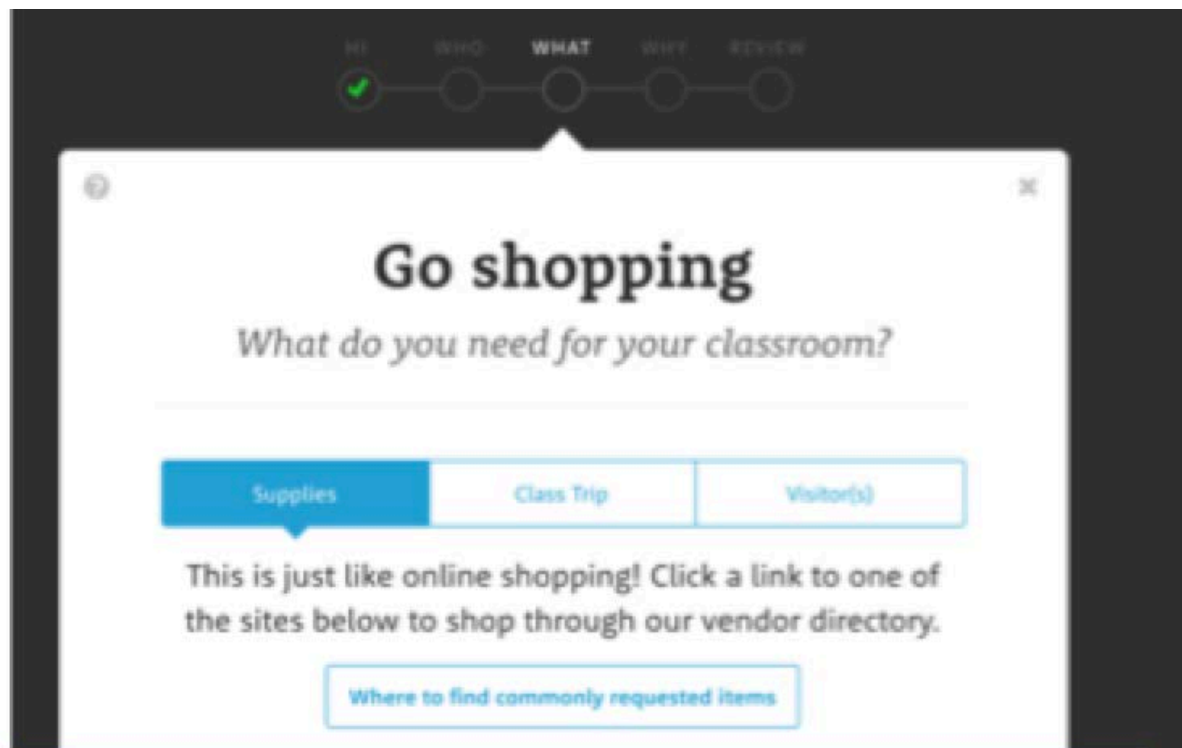 HI WHO WHAT WHY REVIEW
?
Go shopping
What do you need for your classroom?
Supplies Class Trip Visitor(s)
This is just like online shopping! Click a link to one of
the sites below to shop through our vendor directory.
Where to find commonly requested items